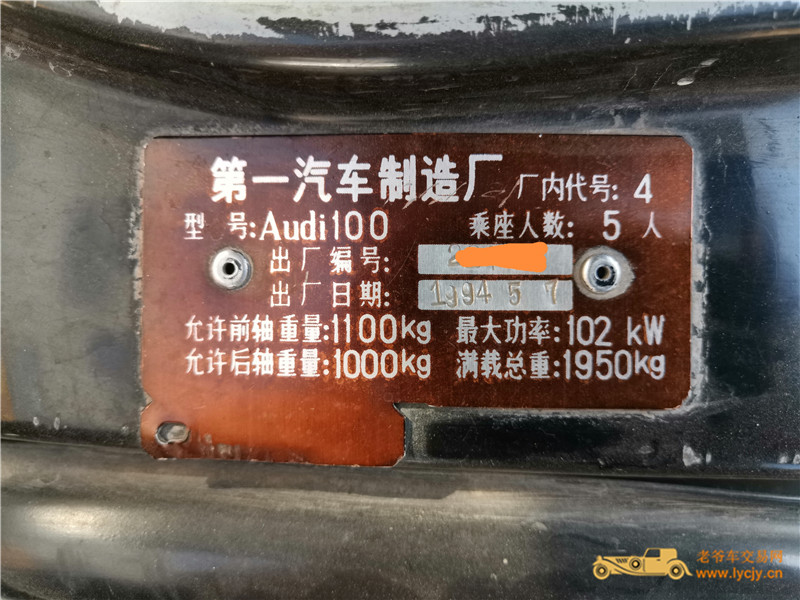 第一汽车制造厂 厂内代号: 4
型 号:Audi100 乘座人数: 5 人
出厂编号: 2
出厂日期: 1994 5 7
允许前轴重量:1100kg 最大功率:102 kW
允许后轴重量:1000kg 满载总重:1950kg
老爷车交易网
www.lycjy.cn